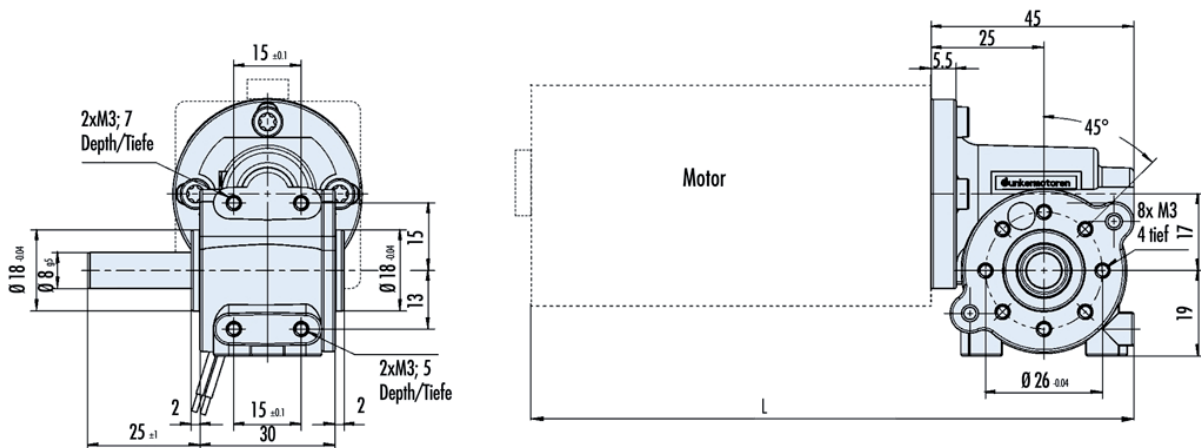 15 ±0.1
2xM3; 7
Depth/Tiefe
Ø 18 -0.04
Ø 8 g5
Ø 18 -0.04
15
13
2xM3; 5
Depth/Tiefe
2
15 ±0.1
2
25 ±1
30
45
25
5.5
45°
Motor
Dunkermotoren
8x M3
4 tief
17
19
Ø 26 -0.04
L